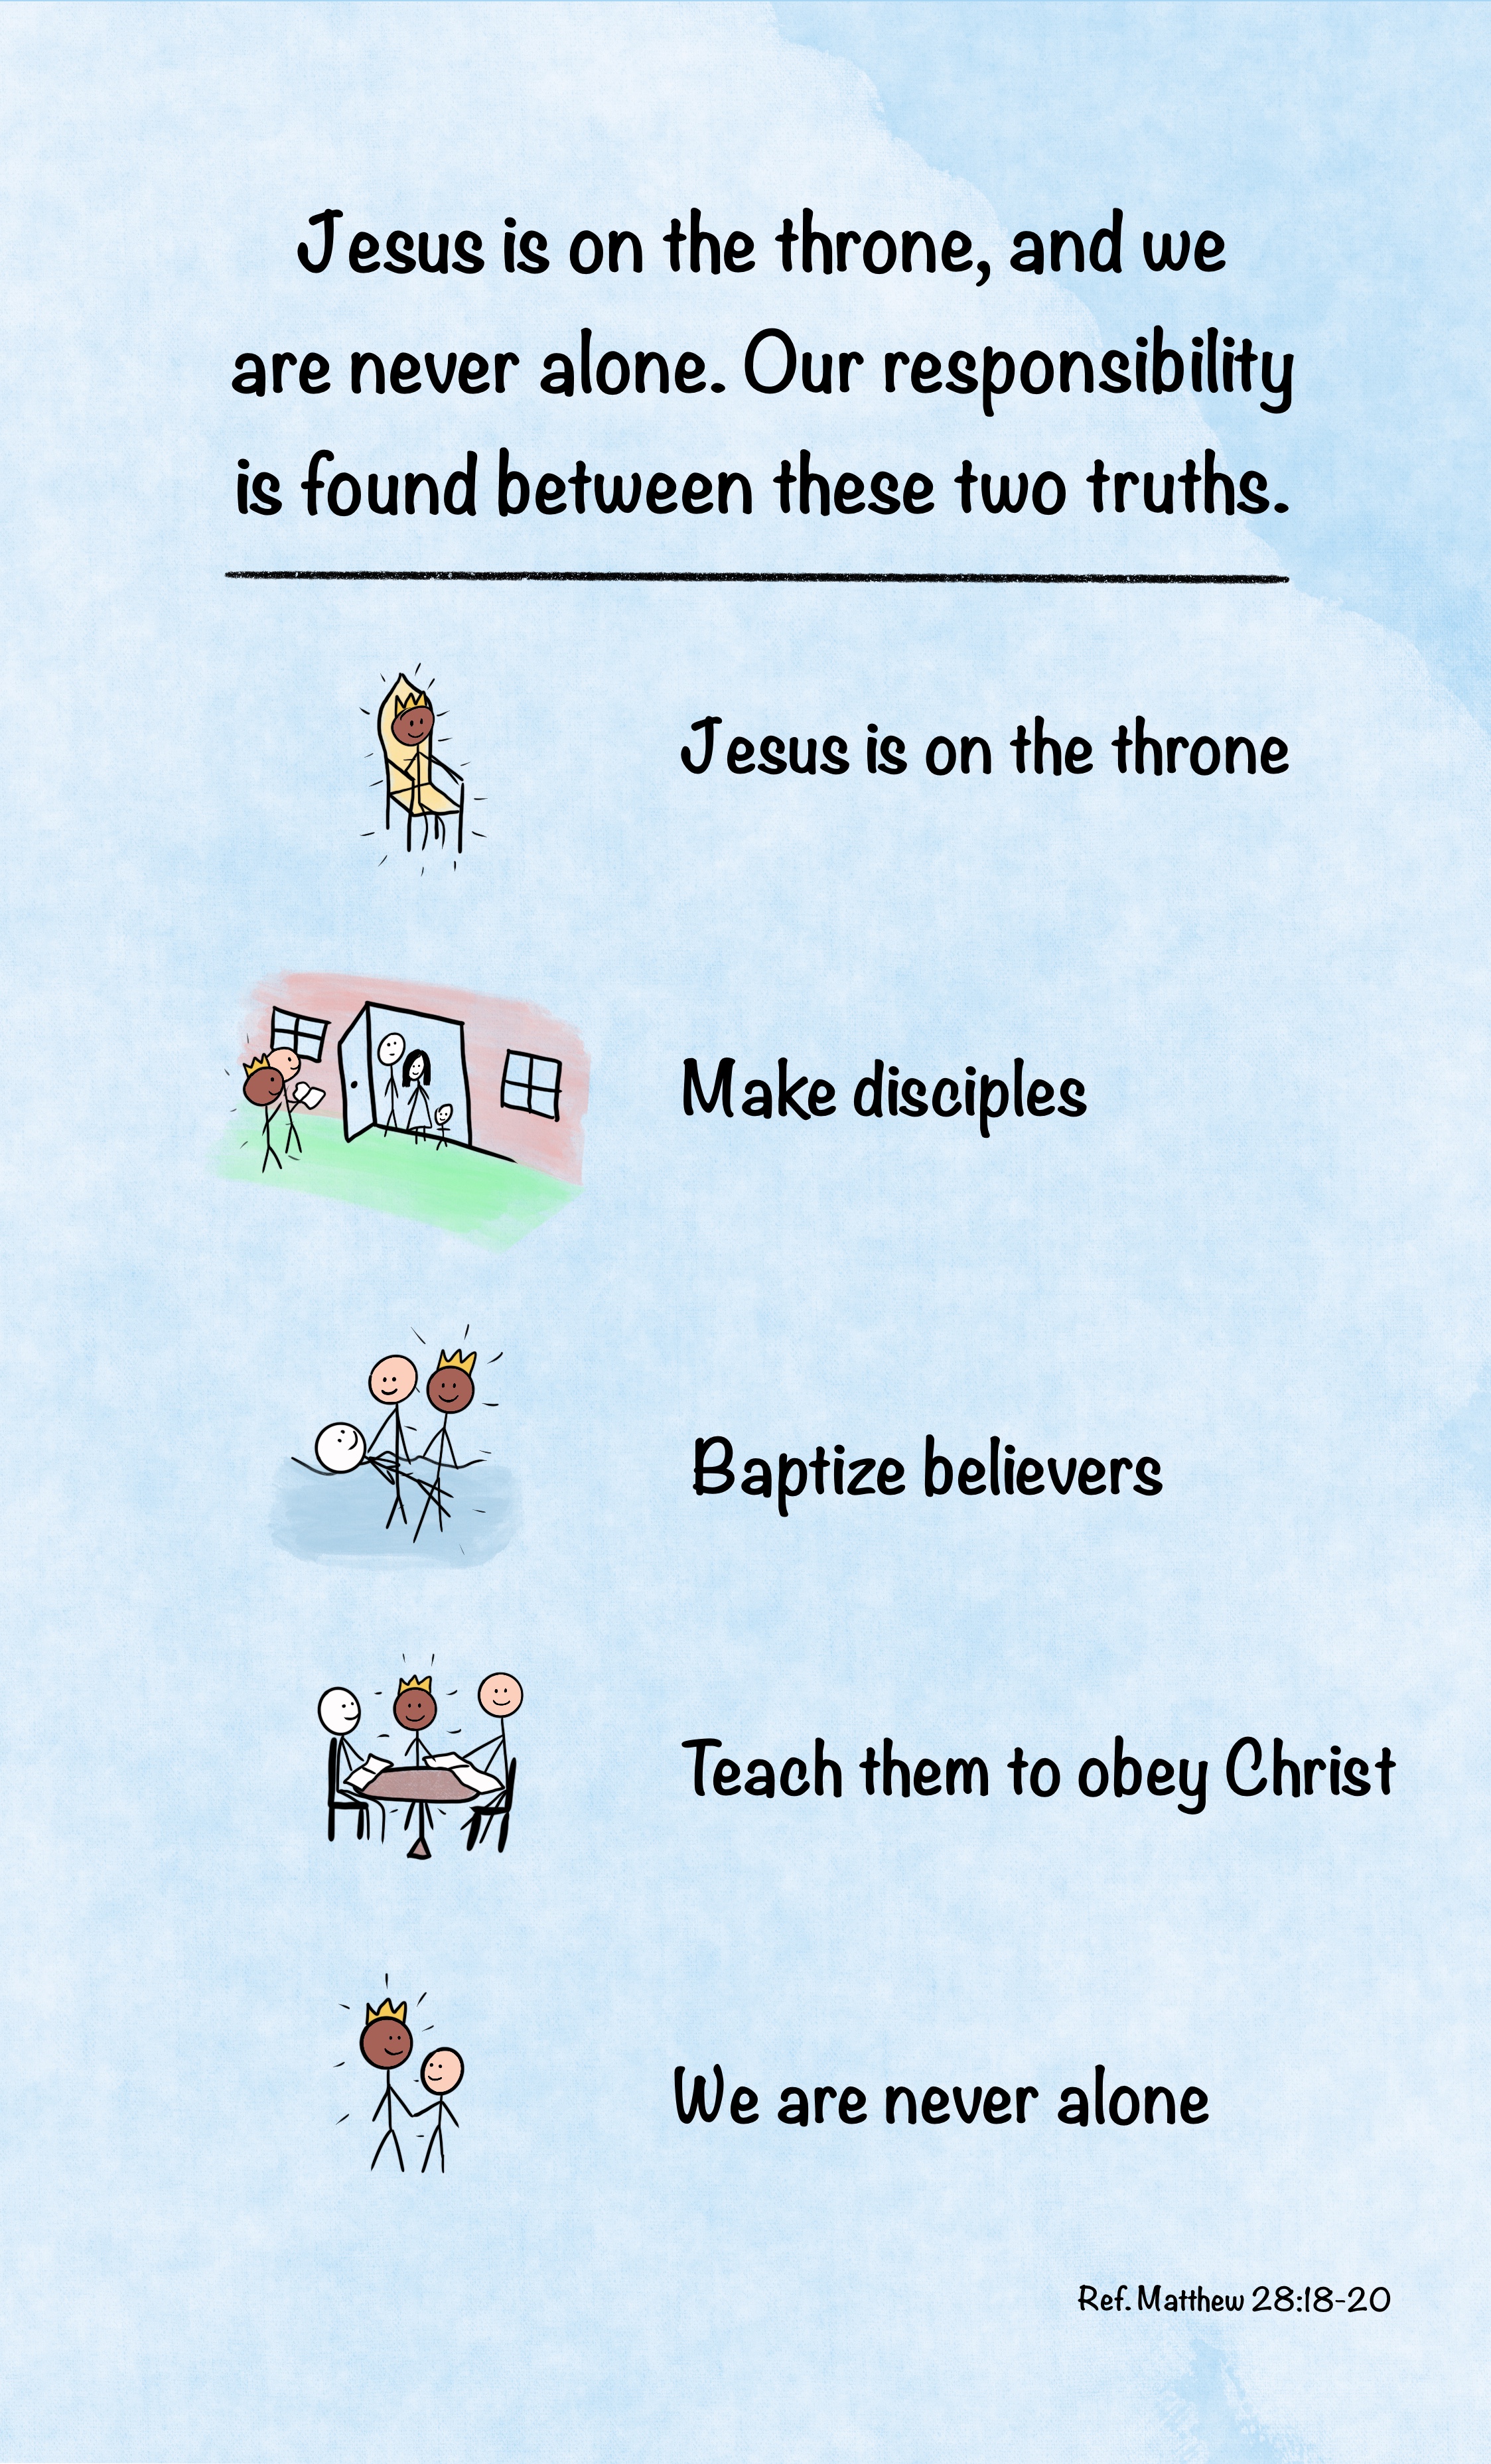 Jesus is on the throne, and we
are never alone. Our responsibility
is found between these two truths.
Jesus is on the throne
Make disciples
Baptize believers
Teach them to obey Christ
We are never alone
Ref. Matthew 28:18-20